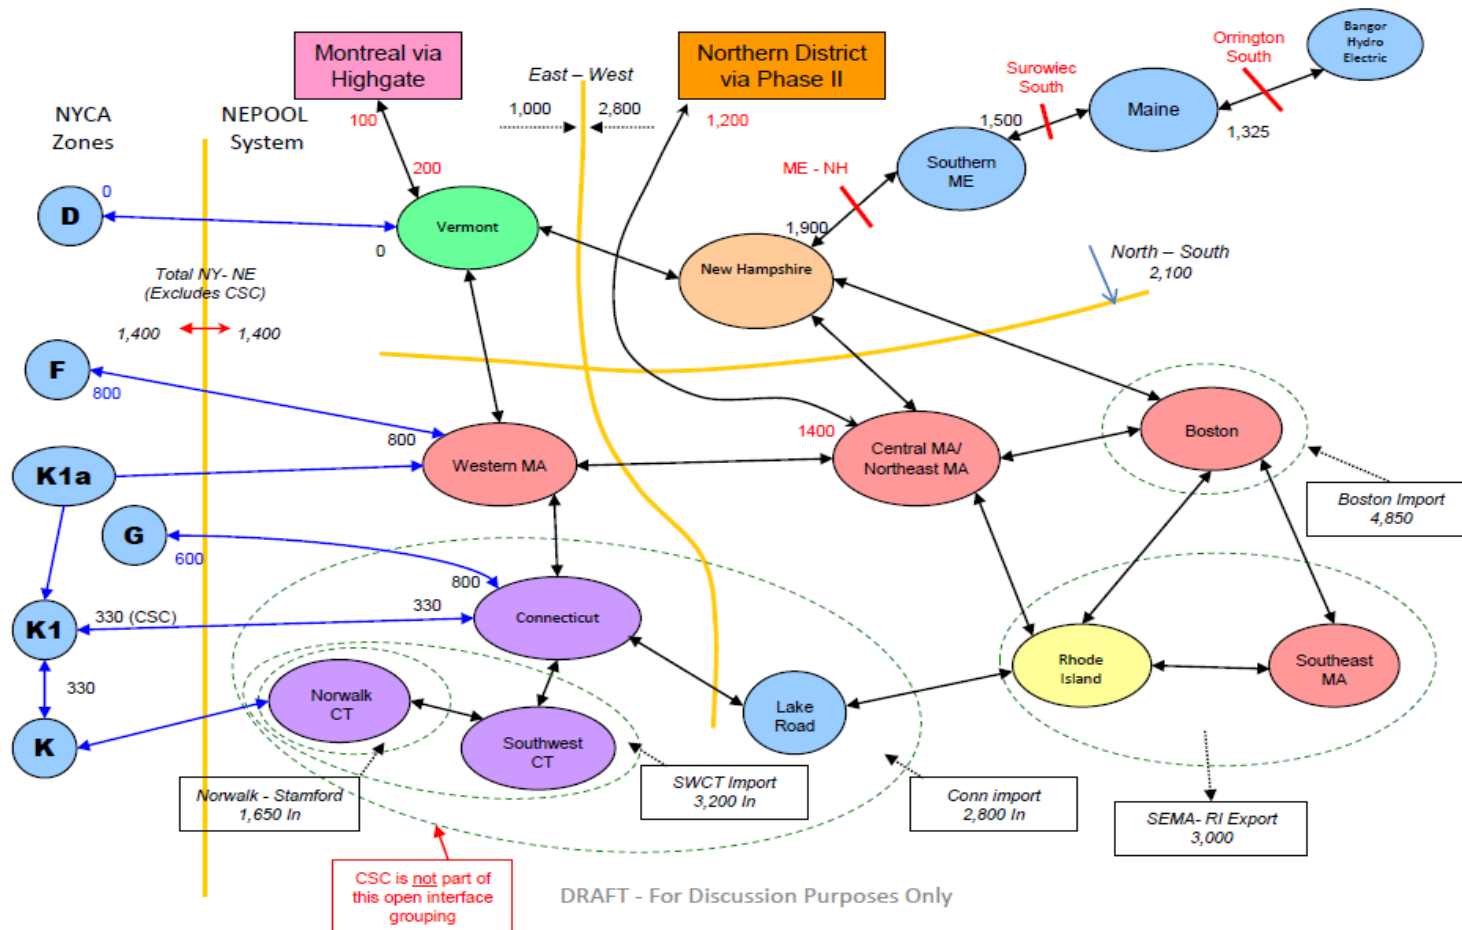 Montreal via
Highgate
East – West
1,000
2,800
Northern District
via Phase II
Orrington
South
Bangor
Hydro
Electric
Surowiec
South
NYCA
Zones
NEPOOL
System
100
1,200
1,500
Maine
1,325
200
ME - NH
Southern
ME
D
0
Vermont
0
1,900
New Hampshire
North – South
2,100
Total NY- NE
(Excludes CSC)
1,400
1,400
F
800
800
Western MA
1400
Central MA/
Northeast MA
Boston
K1a
Boston Import
4,850
G
600
800
330 (CSC)
330
Connecticut
K1
330
Norwalk
CT
Rhode
Island
Southeast
MA
K
Southwest
CT
Lake
Road
Norwalk - Stamford
1,650 In
SWCT Import
3,200 In
Conn import
2,800 In
SEMA- RI Export
3,000
CSC is not part of
this open interface
grouping
DRAFT - For Discussion Purposes Only